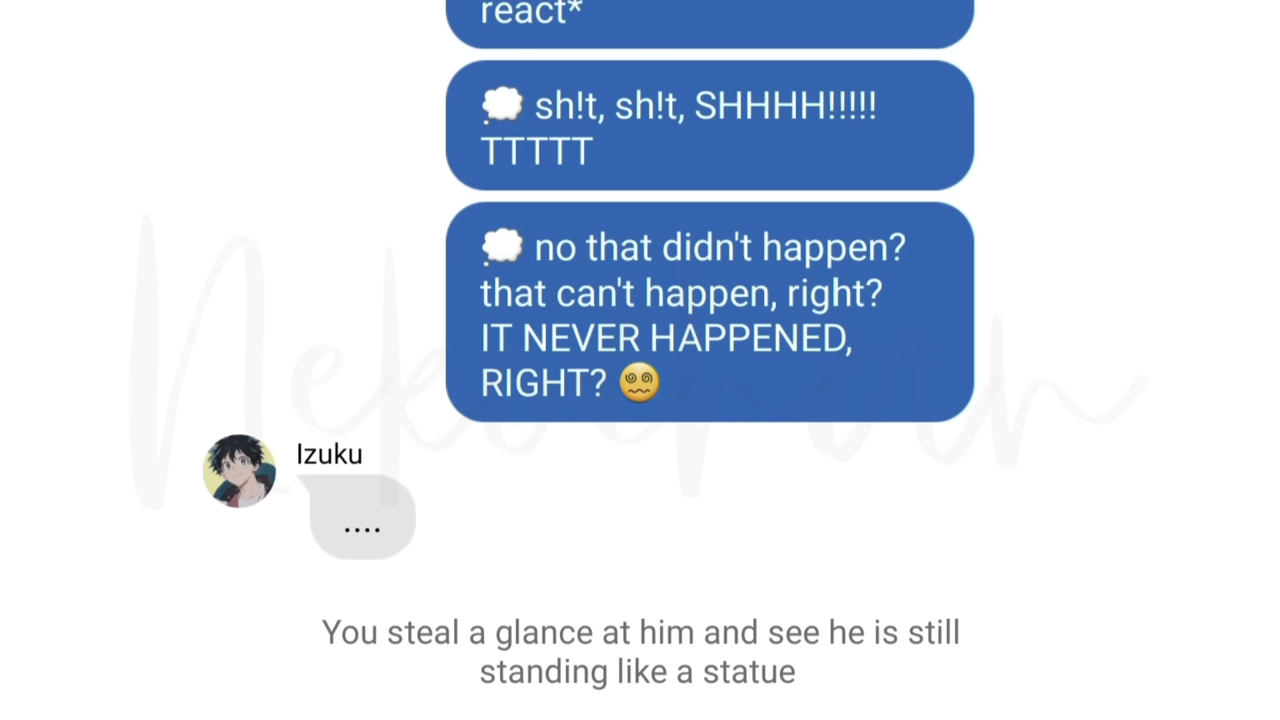 react*
💭 sh!t, sh!t, SHHHH!!!!!
TTTTT
💭 no that didn't happen?
that can't happen, right?
IT NEVER HAPPENED,
RIGHT? 😵‍💫
Izuku
....
You steal a glance at him and see he is still
standing like a statue